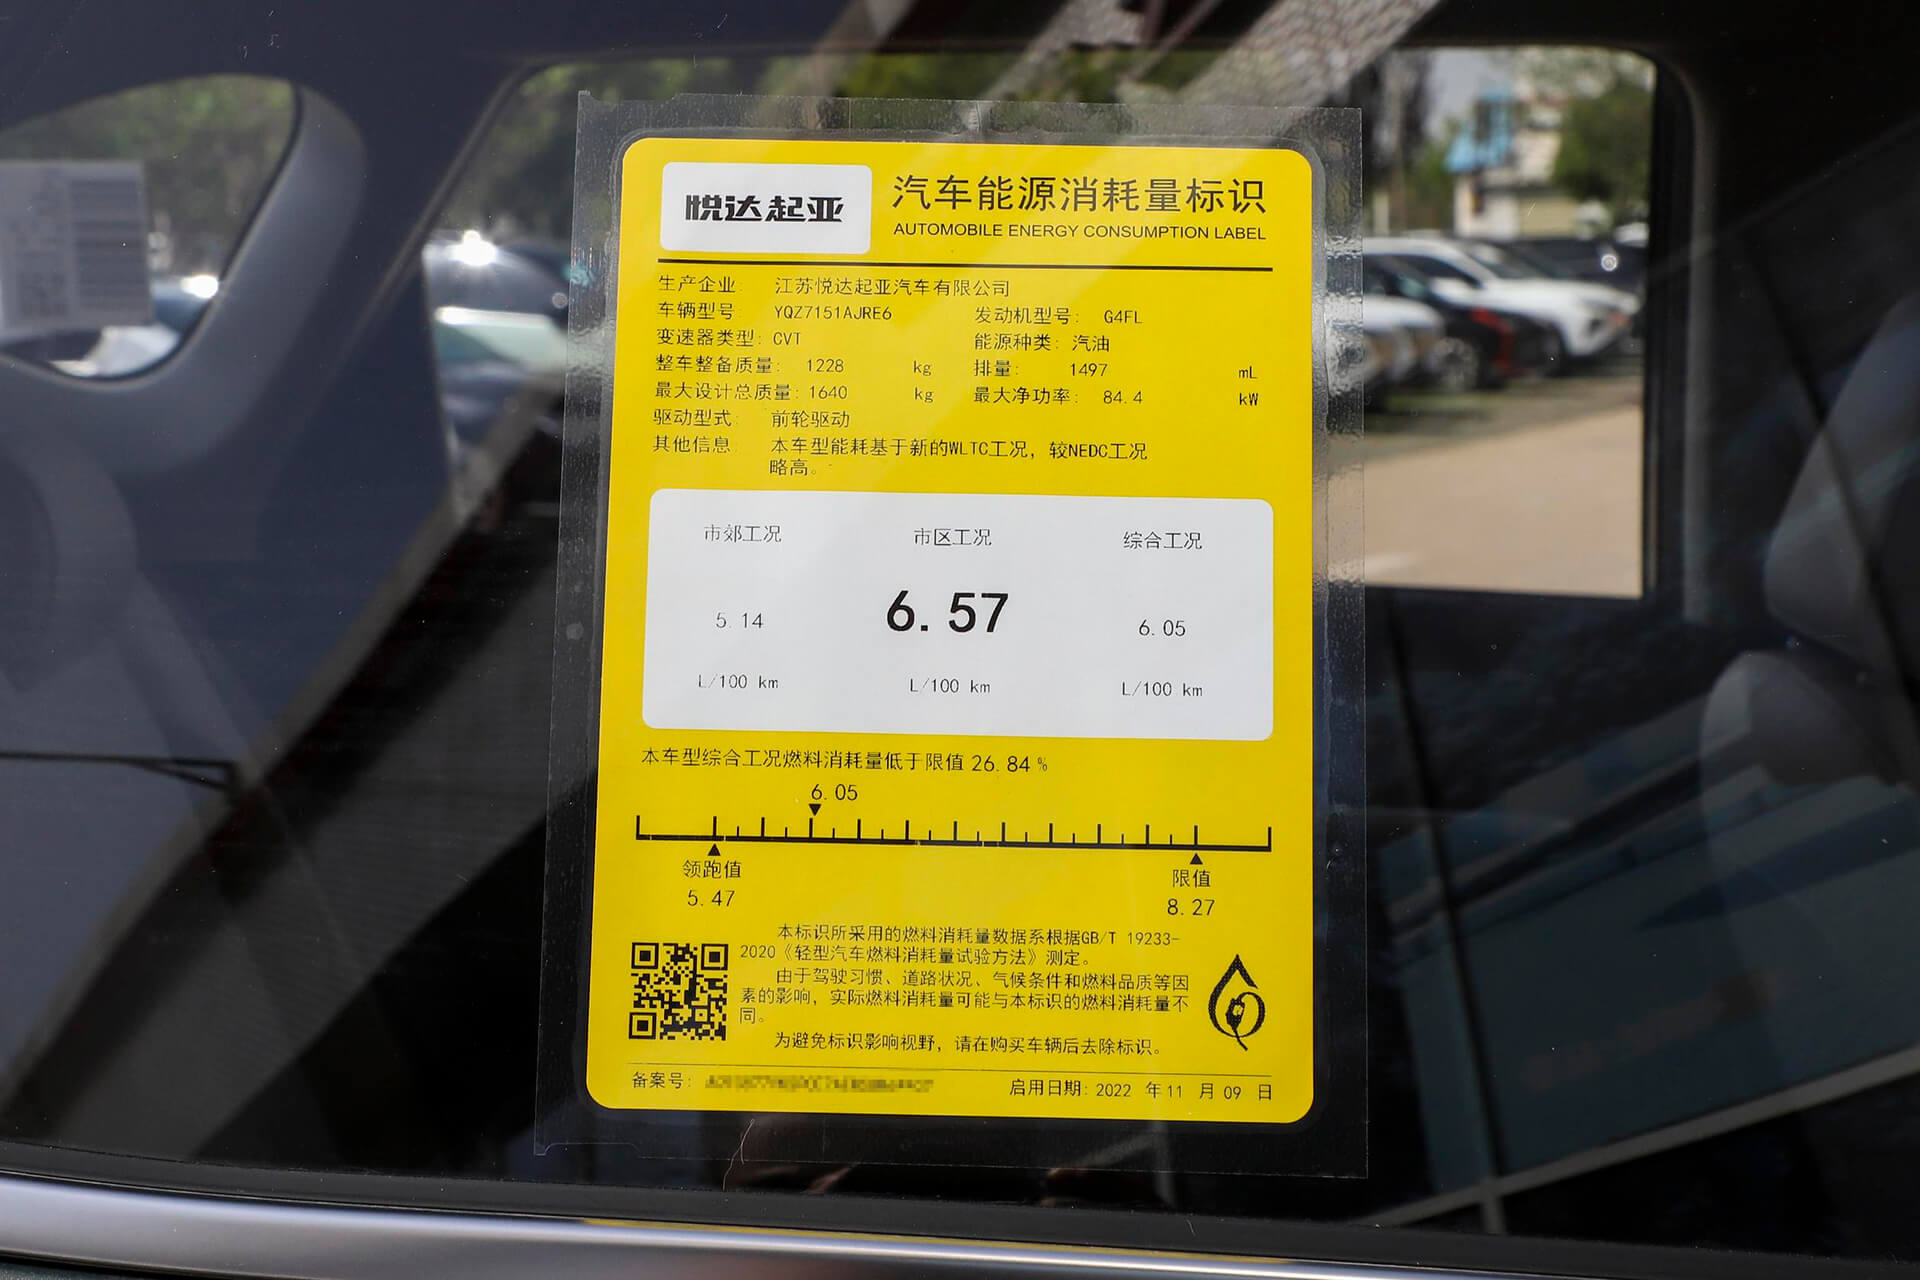 悦达起亚
汽车能源消耗量标识
AUTOMOBILE ENERGY CONSUMPTION LABEL
生产企业: 江苏悦达起亚汽车有限公司
车辆型号: YQZ7151AJRE6 发动机型号: G4FL
变速器类型: CVT 能源种类: 汽油
整车整备质量: 1228 kg 排量: 1497 mL
最大设计总质量: 1640 kg 最大净功率: 84.4 kW
驱动型式: 前轮驱动
其他信息: 本车型能耗基于新的WLTC工况，较NEDC工况
略高。
市郊工况 市区工况 综合工况
5.14 6.57 6.05
L/100 km L/100 km L/100 km
本车型综合工况燃料消耗量低于限值 26.84 %
6.05
领跑值 限值
5.47 8.27
本标识所采用的燃料消耗量数据系根据GB/T 19233-
2020《轻型汽车燃料消耗量试验方法》测定。
由于驾驶习惯、道路状况、气候条件和燃料品质等因
素的影响，实际燃料消耗量可能与本标识的燃料消耗量不
同。
为避免标识影响视野，请在购买车辆后去除标识。
备案号: 启用日期: 2022 年 11 月 09 日